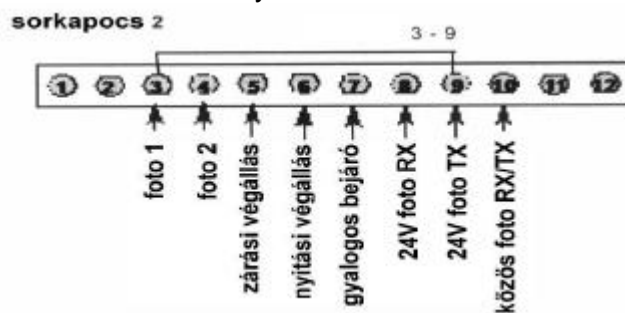 sorkapocs 2
3 - 9
1 2 3 4 5 6 7 8 9 10 11 12
foto 1
foto 2
zárási végállás
nyitási végállás
gyalogos bejáró
24V foto RX
24V foto TX
közös foto RX/TX